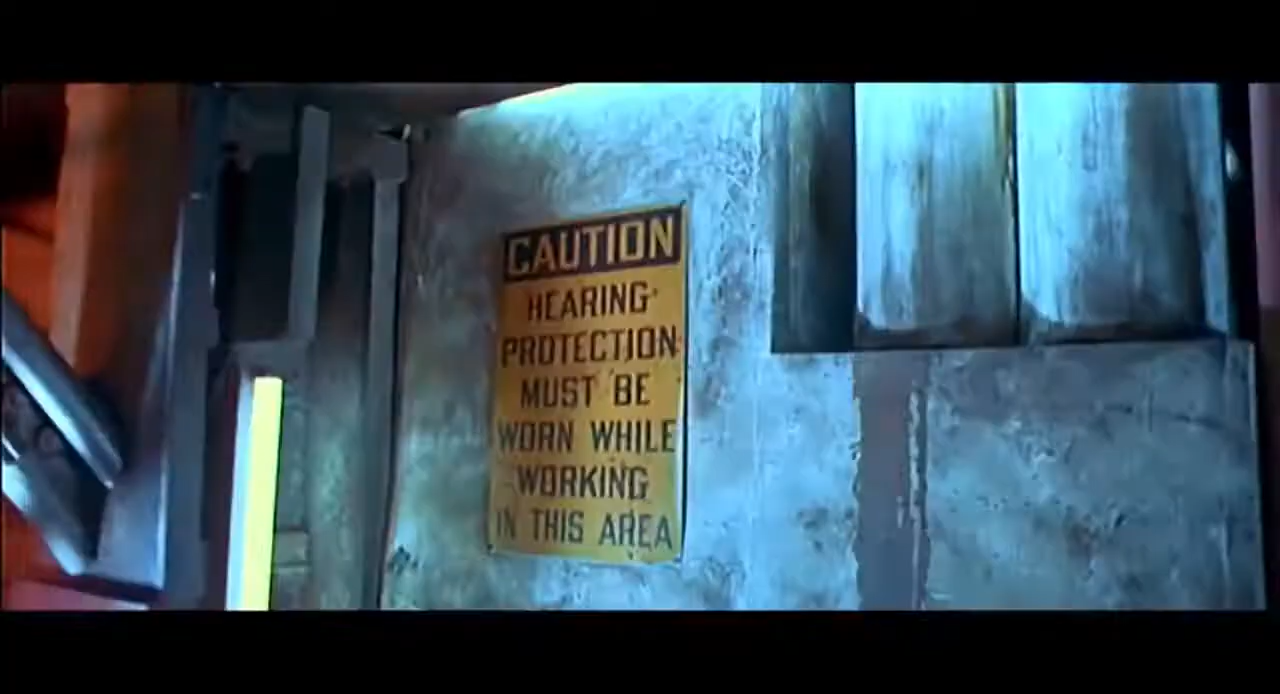 CAUTION
HEARING
PROTECTION
MUST BE
WORN WHILE
WORKING
IN THIS AREA